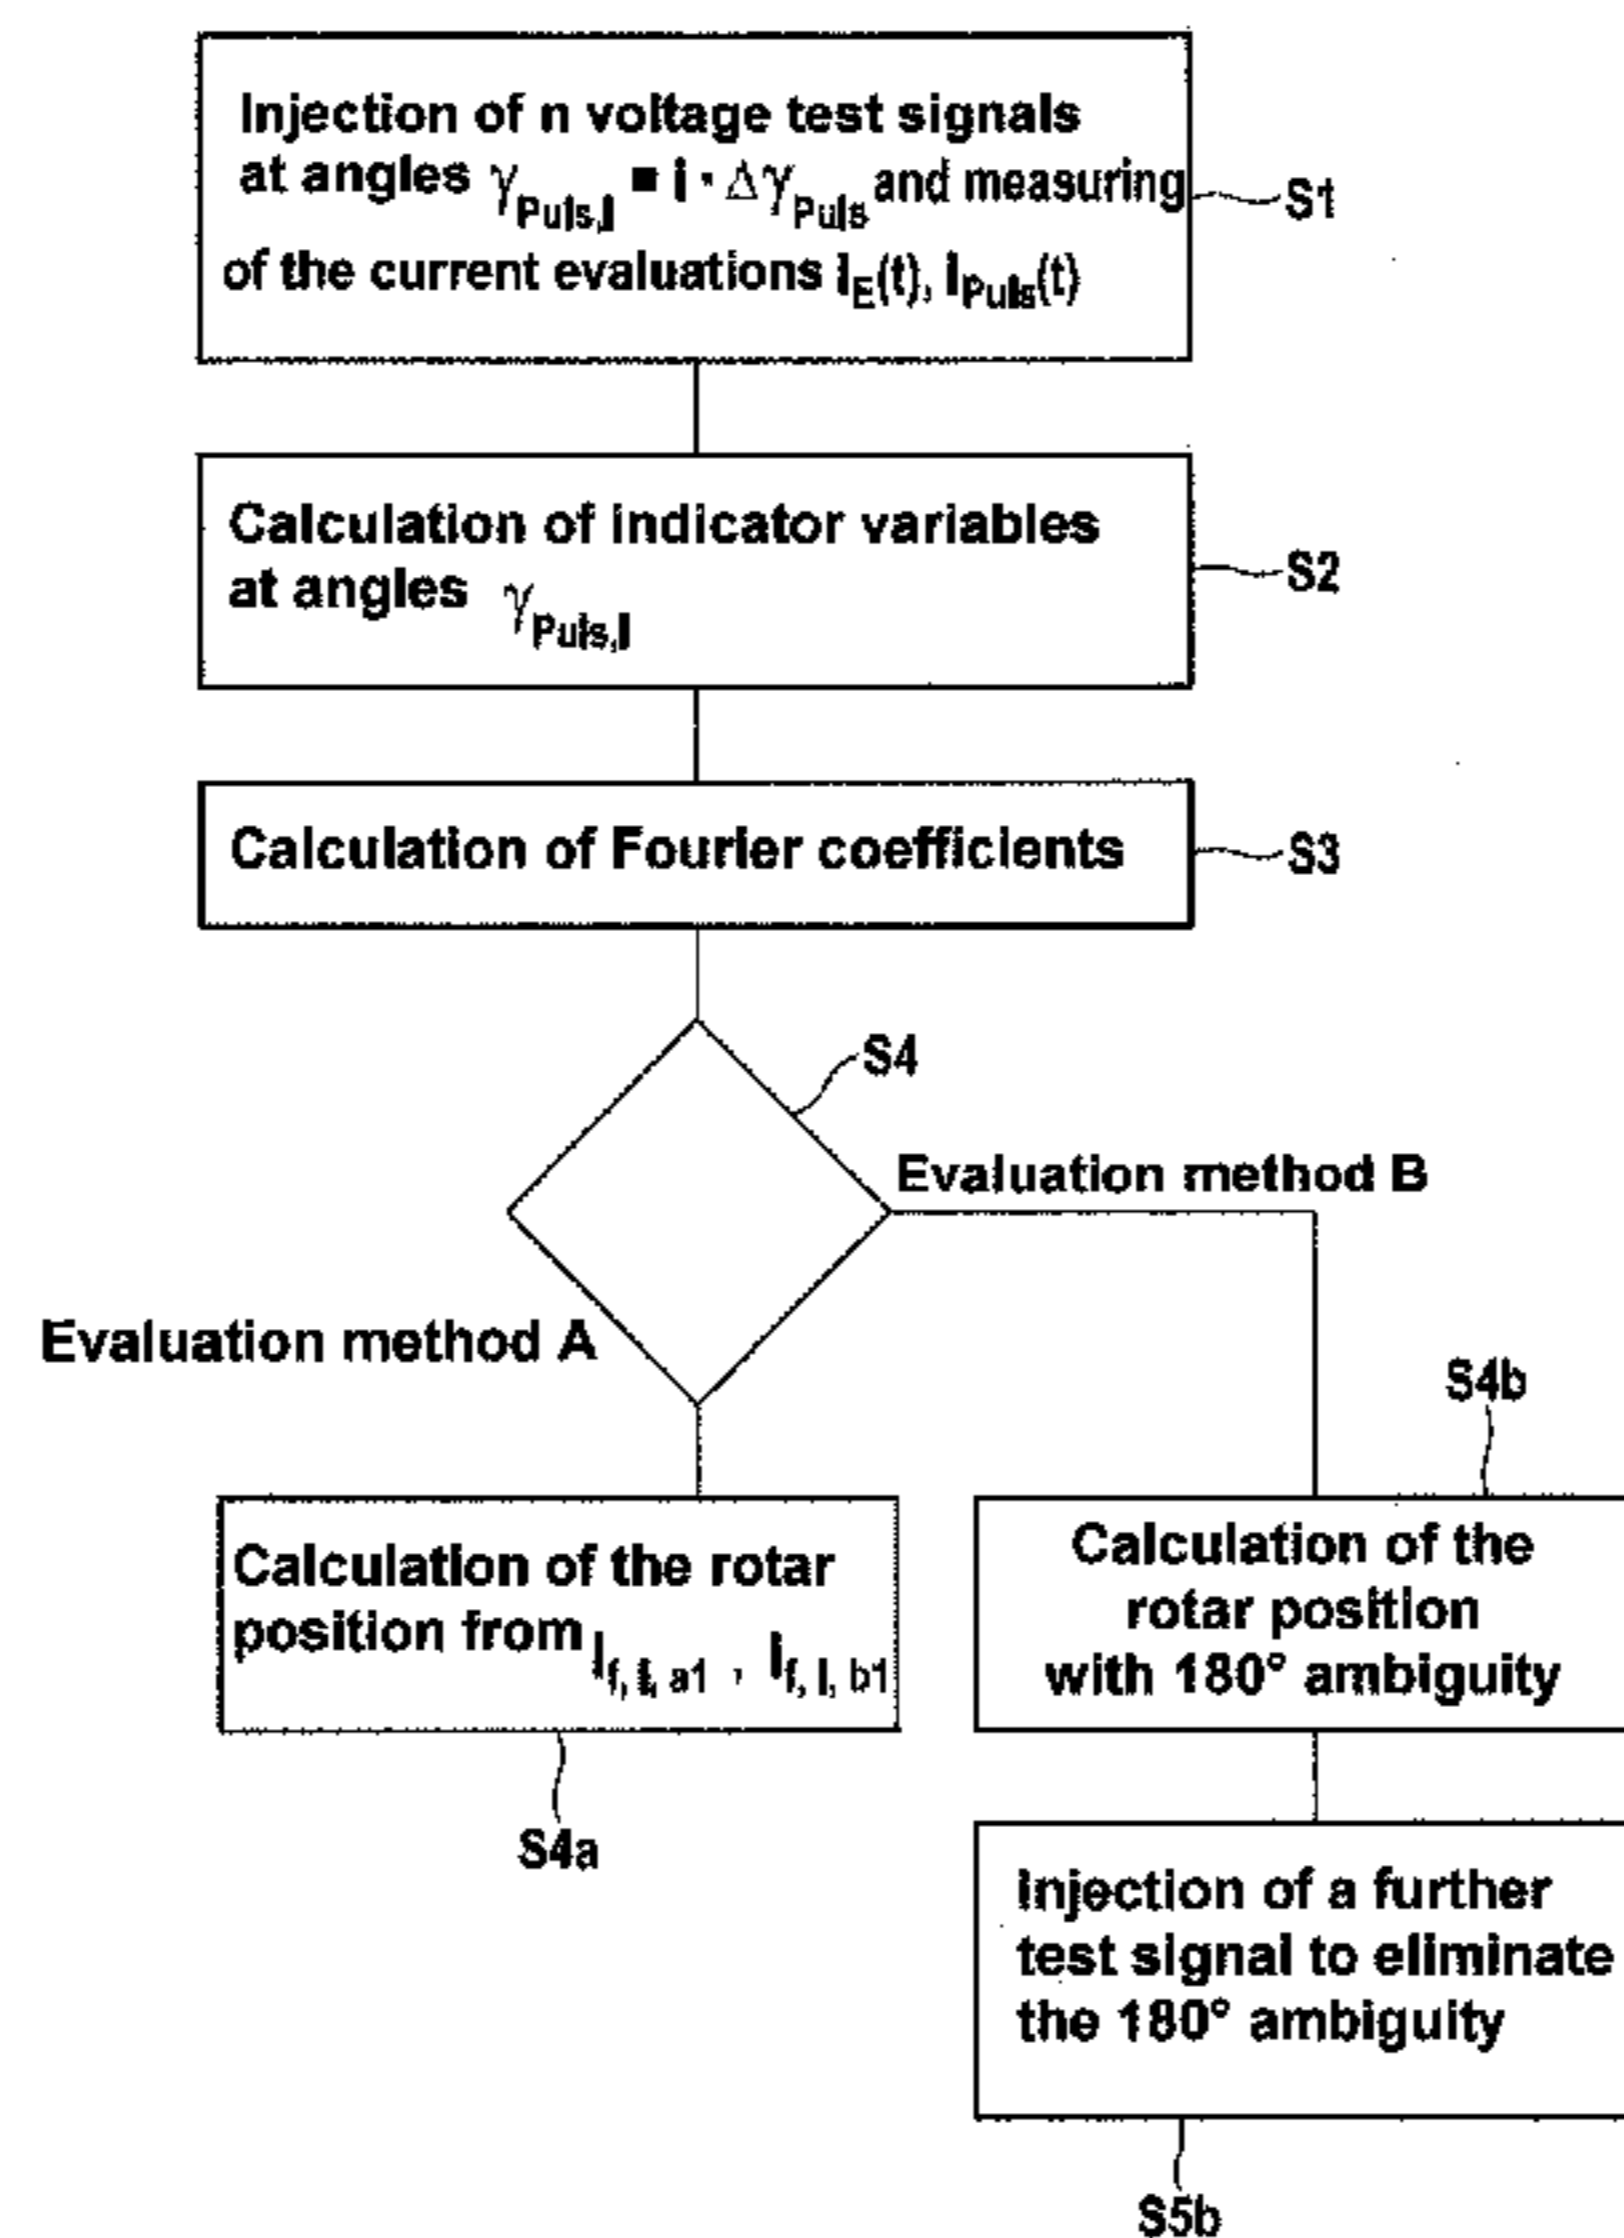 Injection of n voltage test signals
at angles γPuls,i = i · ΔγPuls and measuring
of the current evaluations IE(t), IPuls(t)
S1
Calculation of indicator variables
at angles γPuls,i
S2
Calculation of Fourier coefficients
S3
S4
Evaluation method B
Evaluation method A
S4b
Calculation of the rotar
position from If, I, a1 , If, I, b1
S4a
Calculation of the
rotar position
with 180° ambiguity
Injection of a further
test signal to eliminate
the 180° ambiguity
S5b